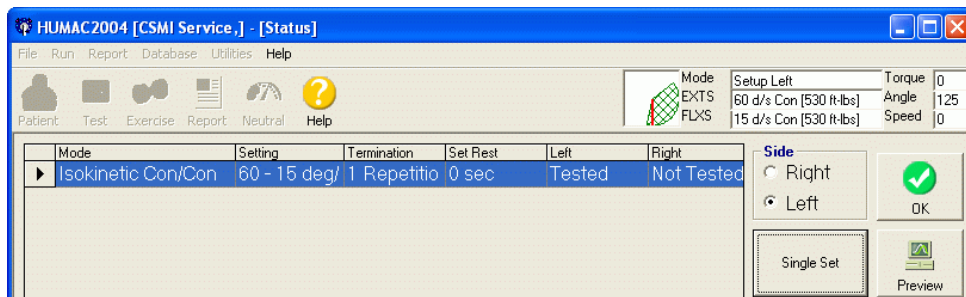 HUMAC2004 [CSMI Service,] - [Status]
File Run Report Database Utilities Help
Patient Test Exercise Report Neutral Help
Mode Setup Left Torque 0
EXTS 60 d/s Con [530 ft-lbs] Angle 125
FLXS 15 d/s Con [530 ft-lbs] Speed 0
Mode Setting Termination Set Rest Left Right
Isokinetic Con/Con 60 - 15 deg/ 1 Repetitio 0 sec Tested Not Tested
Side
Right
Left
OK
Single Set
Preview